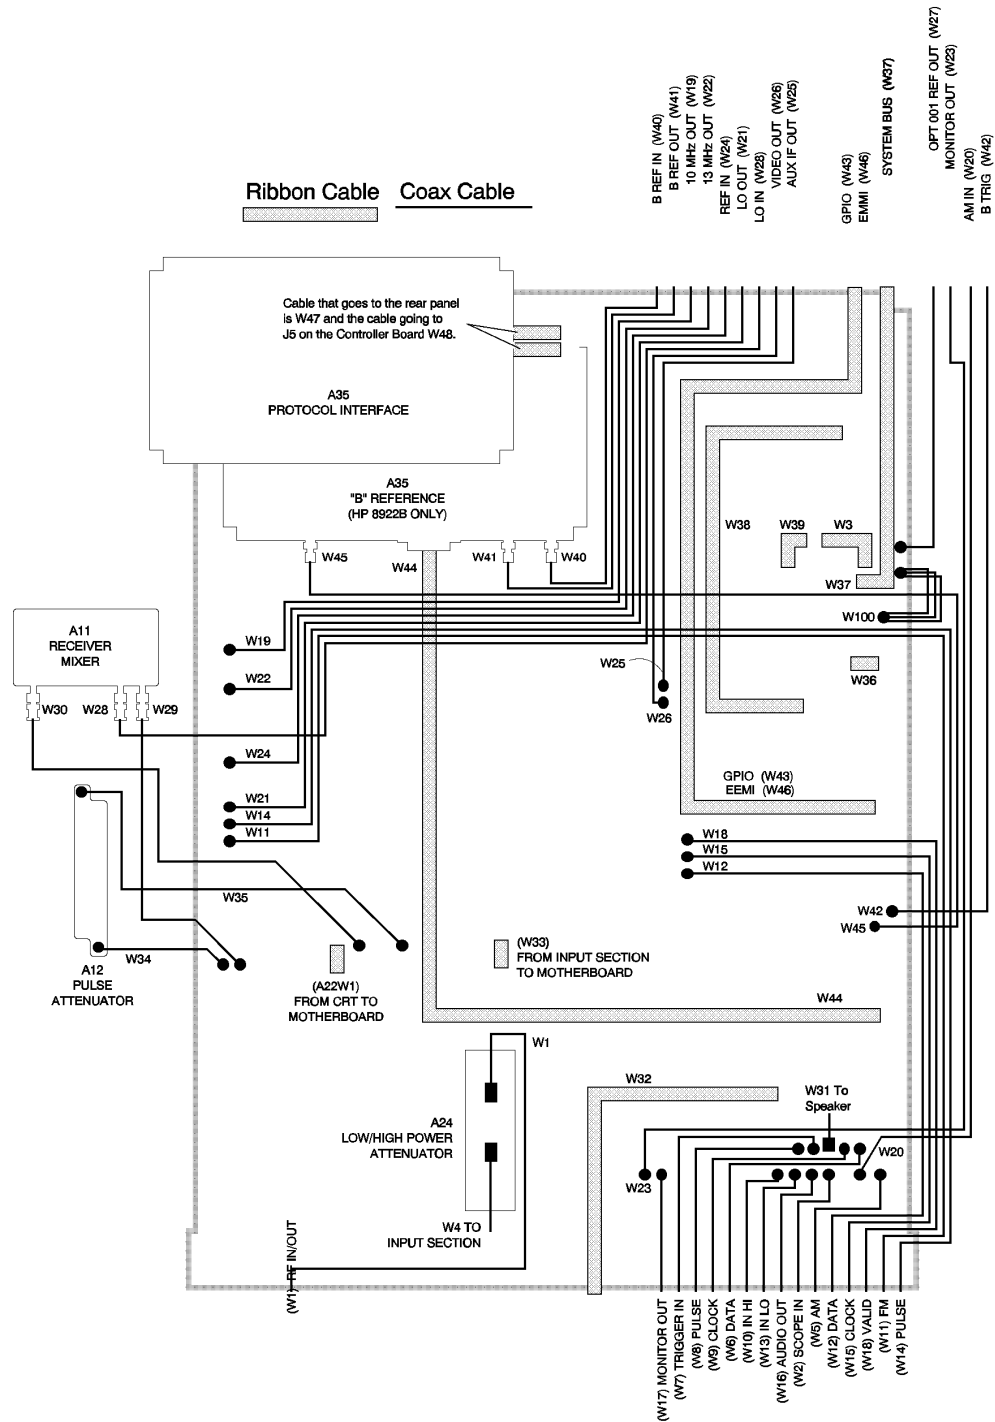 OPT 001 REF OUT (W27)
MONITOR OUT (W23)
AM IN (W20)
B TRIG (W42)
B REF IN (W40)
B REF OUT (W41)
10 MHz OUT (W19)
13 MHz OUT (W22)
REF IN (W24)
LO OUT (W21)
LO IN (W28)
VIDEO OUT (W26)
AUX IF OUT (W25)
GPIO (W43)
EMMI (W46)
SYSTEM BUS (W37)
Ribbon Cable
Coax Cable
Cable that goes to the rear panel
is W47 and the cable going to
J5 on the Controller Board W48.
A35
PROTOCOL INTERFACE
A35
"B" REFERENCE
(HP 8922B ONLY)
W45
W44
W41
W40
W38
W39
W3
W37
W100
W36
A11
RECEIVER
MIXER
W30
W28
W29
W19
W22
W24
W21
W14
W11
W25
W26
GPIO (W43)
EEMI (W46)
W18
W15
W12
W42
W45
W35
W34
A12
PULSE
ATTENUATOR
(A22W1)
FROM CRT TO
MOTHERBOARD
(W33)
FROM INPUT SECTION
TO MOTHERBOARD
W44
W1
W32
W31 To
Speaker
A24
LOW/HIGH POWER
ATTENUATOR
W20
W23
W4 TO
INPUT SECTION
(W1) RF IN/OUT
(W17) MONITOR OUT
(W7) TRIGGER IN
(W8) PULSE
(W9) CLOCK
(W6) DATA
(W10) IN HI
(W13) IN LO
(W16) AUDIO OUT
(W2) SCOPE IN
(W5) AM
(W12) DATA
(W15) CLOCK
(W18) VALID
(W11) FM
(W14) PULSE